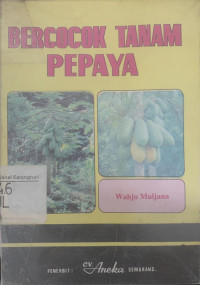 BERCOCOK TANAM
PEPAYA
Wahju Muljana
PENERBIT : CV. Aneka SEMARANG.